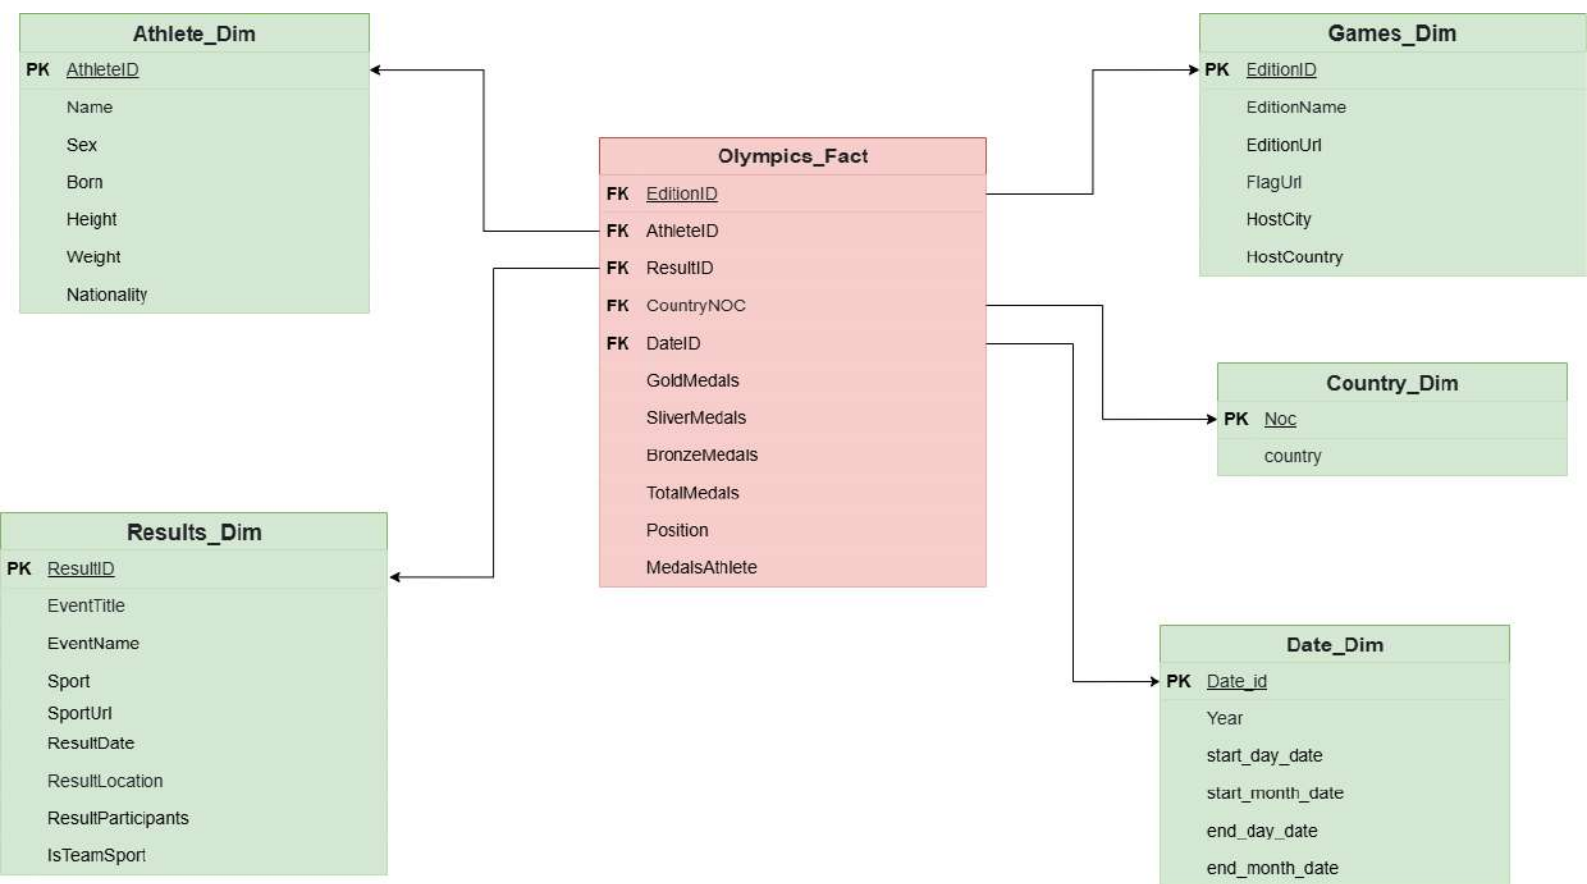 Athlete_Dim
PK AthleteID
Name
Sex
Born
Height
Weight
Nationality
Olympics_Fact
FK EditionID
FK AthleteID
FK ResultID
FK CountryNOC
FK DateID
GoldMedals
SliverMedals
BronzeMedals
TotalMedals
Position
MedalsAthlete
Games_Dim
PK EditionID
EditionName
EditionUrl
FlagUrl
HostCity
HostCountry
Country_Dim
PK Noc
country
Results_Dim
PK ResultID
EventTitle
EventName
Sport
SportUrl
ResultDate
ResultLocation
ResultParticipants
IsTeamSport
Date_Dim
PK Date_id
Year
start_day_date
start_month_date
end_day_date
end_month_date